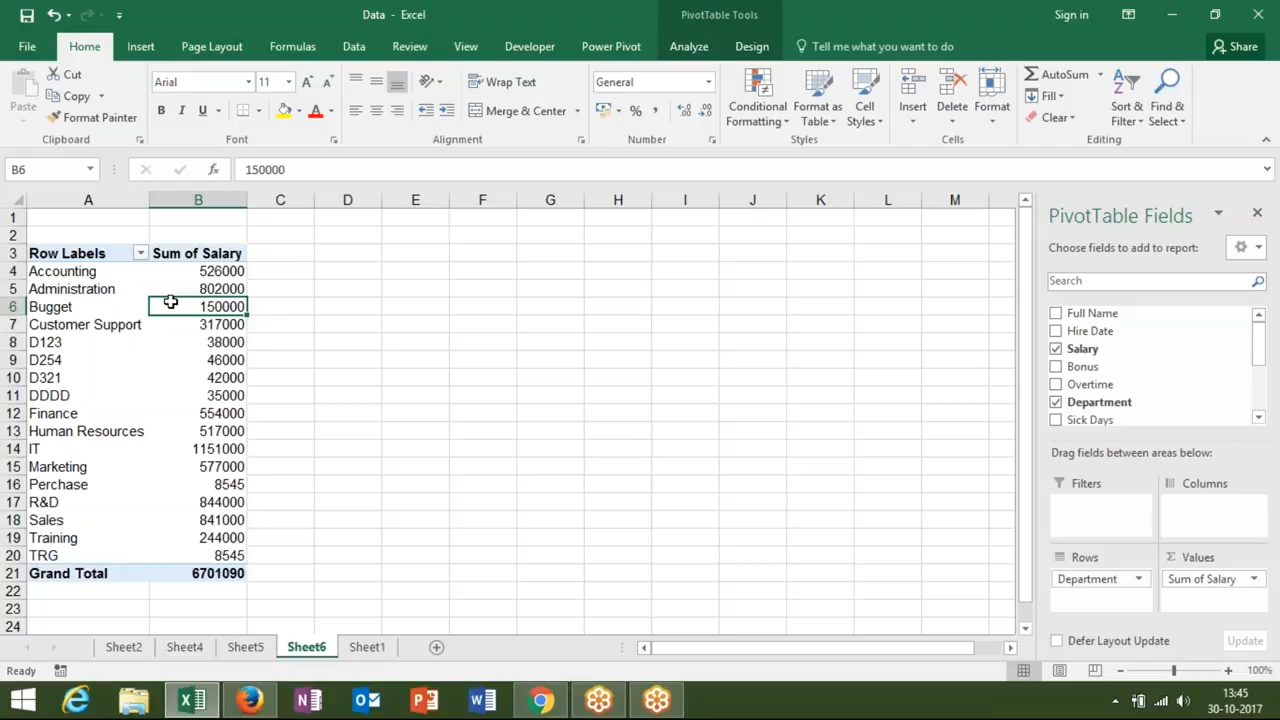 Data - Excel
PivotTable Tools
Sign in
File Home Insert Page Layout Formulas Data Review View Developer Power Pivot Analyze Design Tell me what you want to do Share
Paste
Cut
Copy
Format Painter
Clipboard
Arial 11
B I U
Font
Wrap Text
Merge & Center
Alignment
General
Number
Conditional Formatting
Format as Table
Cell Styles
Styles
Insert
Delete
Format
Cells
AutoSum
Fill
Clear
Sort & Filter
Find & Select
Editing
B6
fx
150000
A B C D E F G H I J K L M
1
2
3 Row Labels Sum of Salary
4 Accounting 526000
5 Administration 802000
6 Bugget 150000
7 Customer Support 317000
8 D123 38000
9 D254 46000
10 D321 42000
11 DDDD 35000
12 Finance 554000
13 Human Resources 517000
14 IT 1151000
15 Marketing 577000
16 Perchase 8545
17 R&D 844000
18 Sales 841000
19 Training 244000
20 TRG 8545
21 Grand Total 6701090
22
23
24
PivotTable Fields
Choose fields to add to report:
Search
Full Name
Hire Date
Salary
Bonus
Overtime
Department
Sick Days
Drag fields between areas below:
Filters
Columns
Rows
Values
Department
Sum of Salary
Defer Layout Update
Update
Sheet2 Sheet4 Sheet5 Sheet6 Sheet1
Ready
100%
13:45
30-10-2017